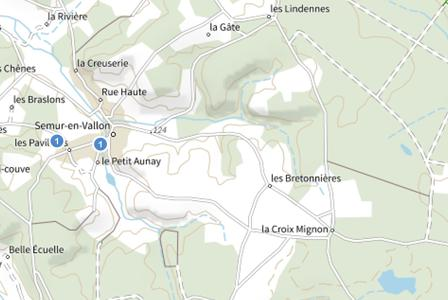 la Rivière
les Lindennes
la Gâte
la Creuserie
s Chênes
Rue Haute
les Braslons
Semur-en-Vallon
124
les Pavil
1
1
le Petit Aunay
-couve
les Bretonnières
la Croix Mignon
Belle Écuelle